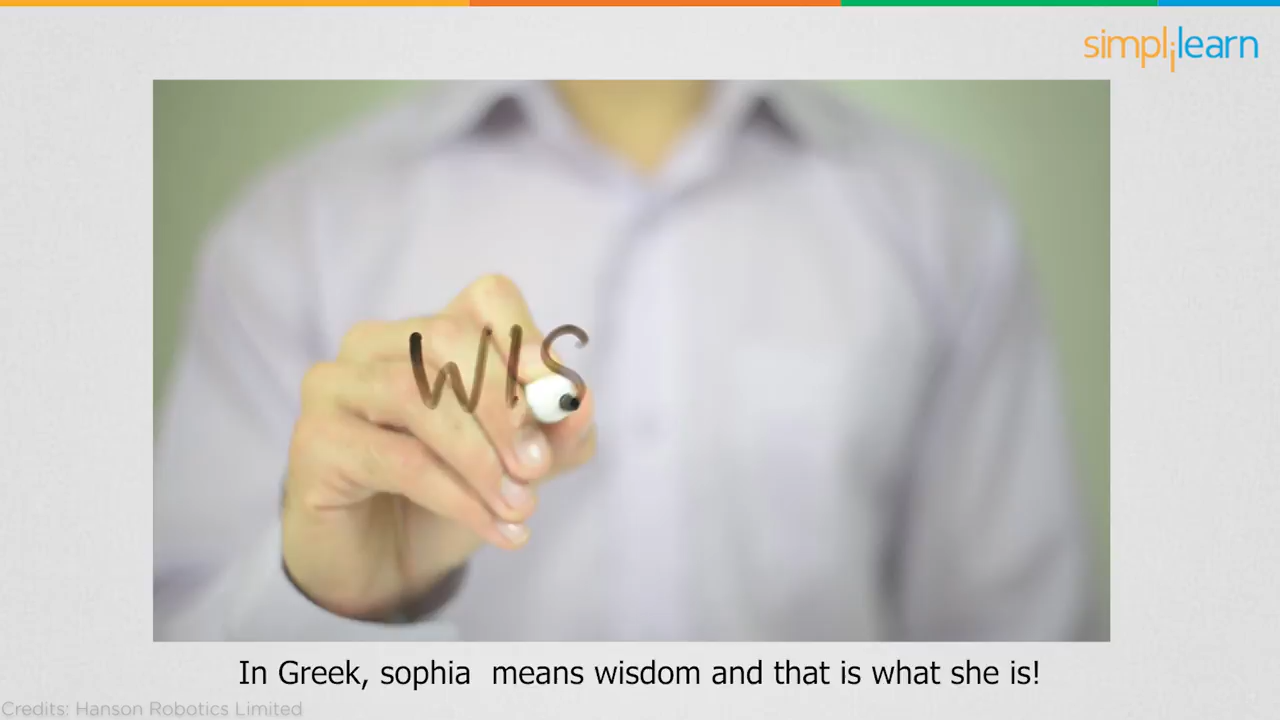 simplilearn
WIS
In Greek, sophia means wisdom and that is what she is!
Credits: Hanson Robotics Limited